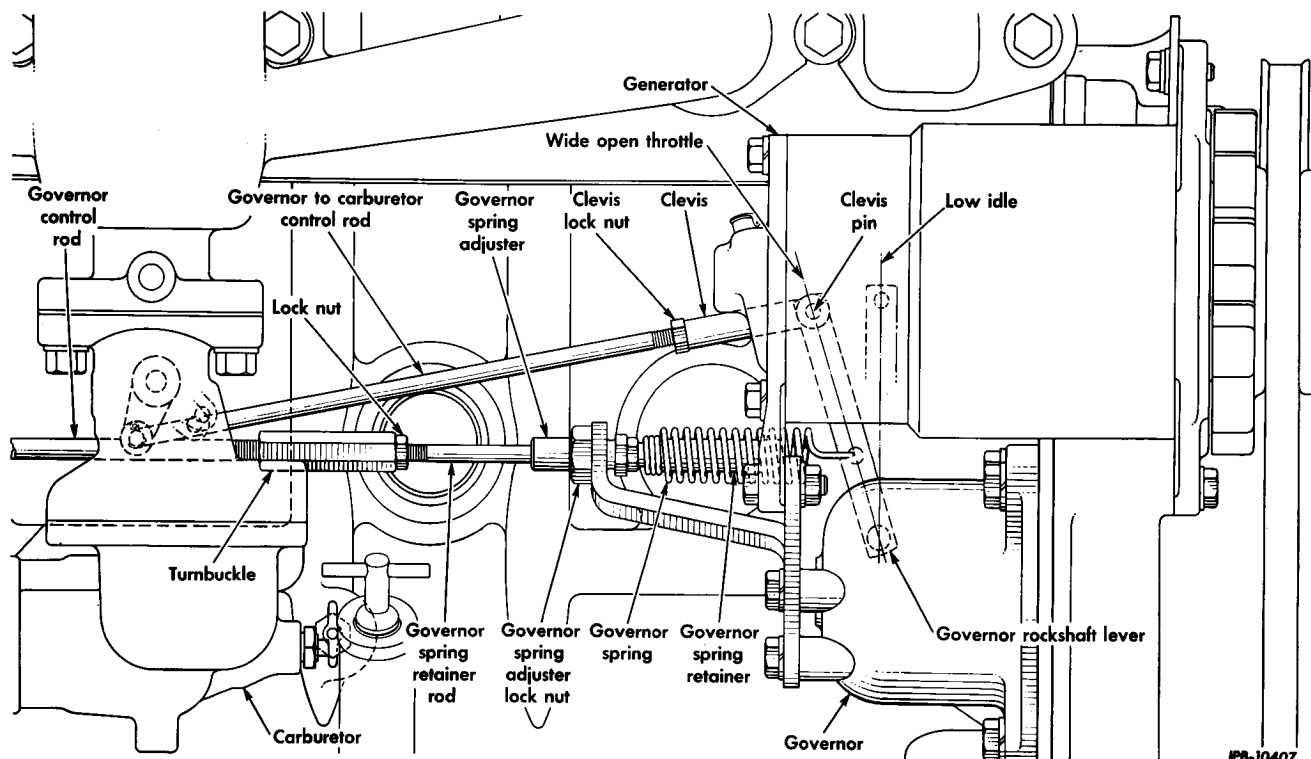 Generator
Wide open throttle
Governor
control
rod
Governor to carburetor
control rod
Governor
spring
adjuster
Clevis
lock nut
Clevis
Clevis
pin
Low idle
Lock nut
Turnbuckle
Governor
spring
retainer
rod
Governor
spring
adjuster
lock nut
Governor
spring
Governor
spring
retainer
Governor rockshaft lever
Carburetor
Governor
IPB-10407